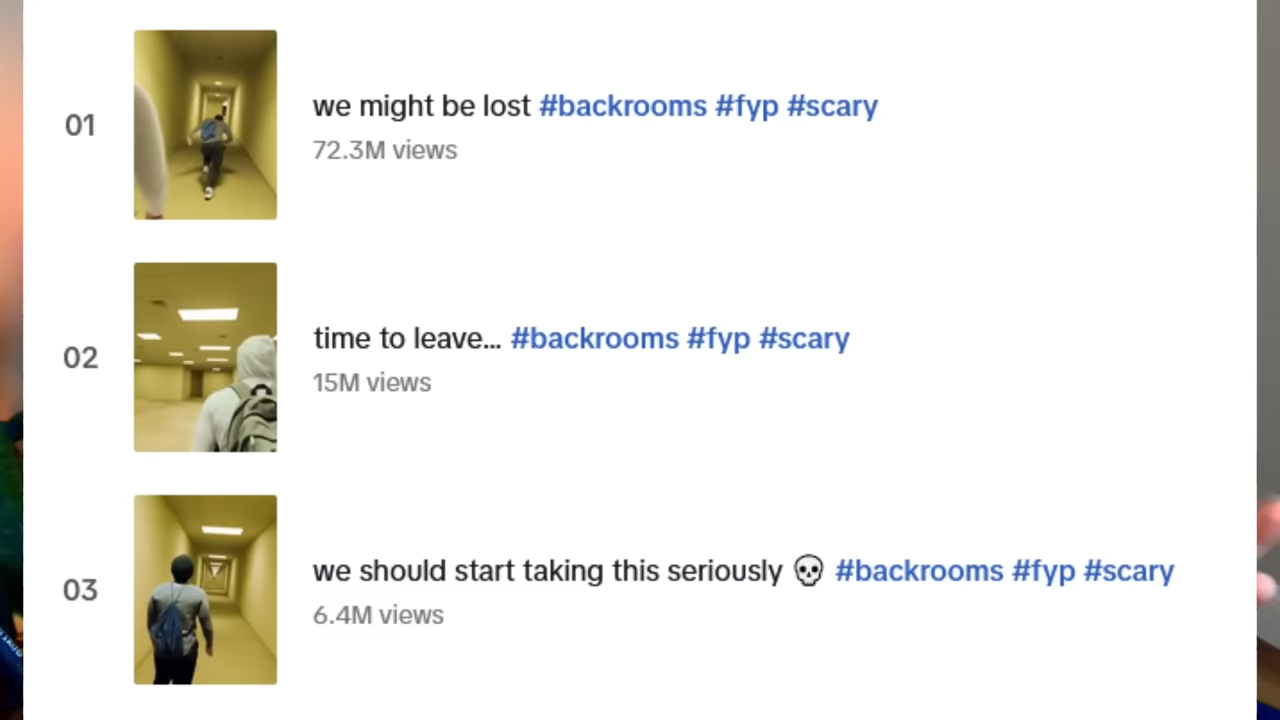 01
we might be lost #backrooms #fyp #scary
72.3M views
02
time to leave... #backrooms #fyp #scary
15M views
03
we should start taking this seriously 💀 #backrooms #fyp #scary
6.4M views